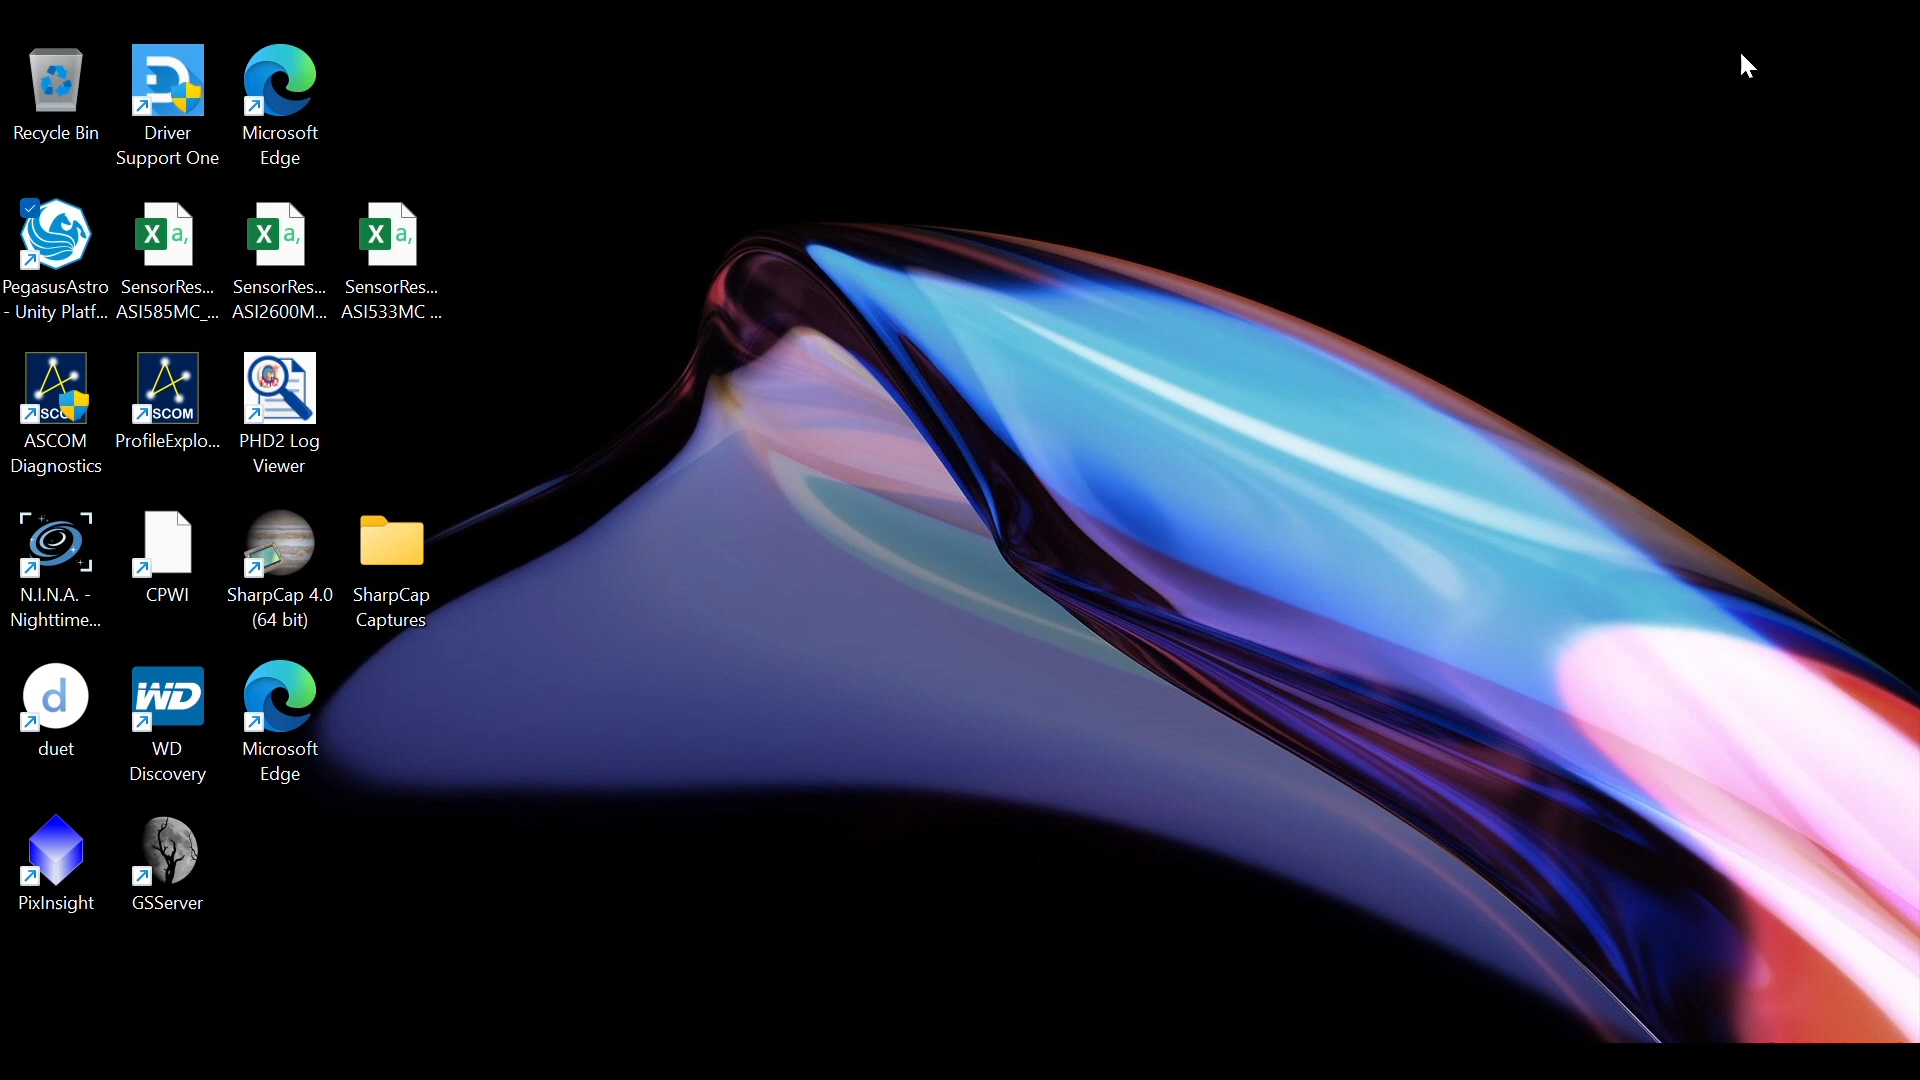 Recycle Bin
Driver
Support One
Microsoft
Edge
PegasusAstro
- Unity Platf...
SensorRes...
ASI585MC_...
SensorRes...
ASI2600M...
SensorRes...
ASI533MC ...
ASCOM
Diagnostics
SCOM
ProfileExplo...
PHD2 Log
Viewer
N.I.N.A. -
Nighttime...
CPWI
SharpCap 4.0
(64 bit)
SharpCap
Captures
d
duet
WD
WD
Discovery
Microsoft
Edge
PixInsight
GSServer